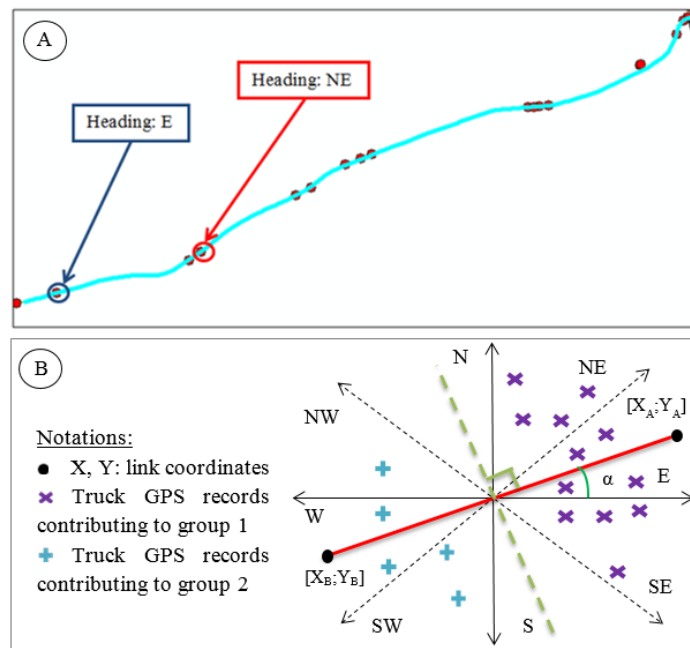 A
Heading: NE
Heading: E
B
N
NE
NW
[X_A;Y_A]
Notations:
X, Y: link coordinates
Truck GPS records
contributing to group 1
Truck GPS records
contributing to group 2
α
E
W
[X_B;Y_B]
SE
SW
S